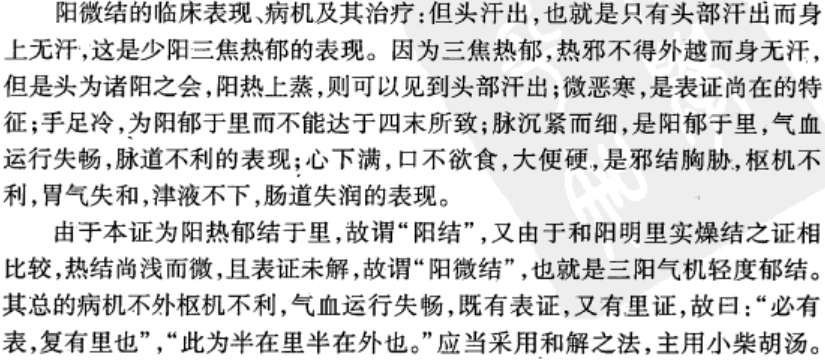 阳微结的临床表现、病机及其治疗:但头汗出,也就是只有头部汗出而身
上无汗,这是少阳三焦热郁的表现。因为三焦热郁,热邪不得外越而身无汗,
但是头为诸阳之会,阳热上蒸,则可以见到头部汗出;微恶寒,是表证尚在的特
征;手足冷,为阳郁于里而不能达于四末所致;脉沉紧而细,是阳郁于里,气血
运行失畅,脉道不利的表现;心下满,口不欲食,大便硬,是邪结胸胁,枢机不
利,胃气失和,津液不下,肠道失润的表现。
由于本证为阳热郁结于里,故谓“阳结”,又由于和阳明里实燥结之证相
比较,热结尚浅而微,且表证未解,故谓“阳微结”,也就是三阳气机轻度郁结。
其总的病机不外枢机不利,气血运行失畅,既有表证,又有里证,故曰:“必有
表,复有里也”,“此为半在里半在外也。”应当采用和解之法,主用小柴胡汤。